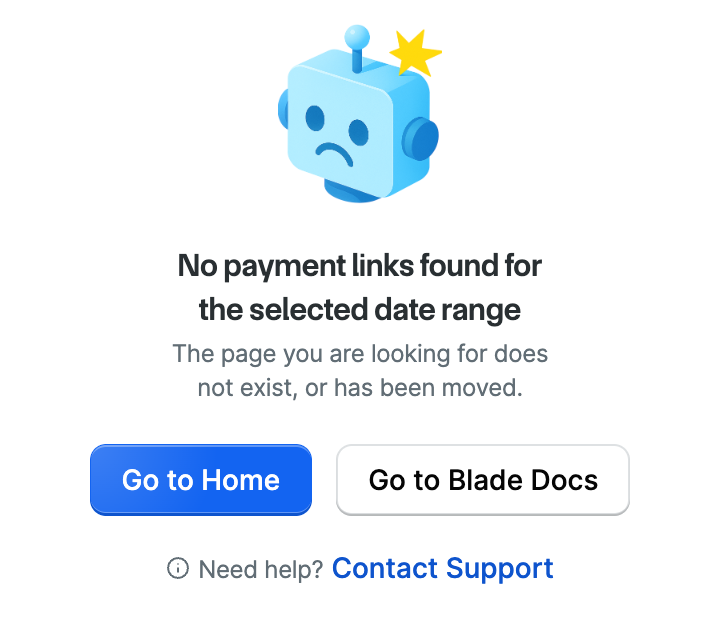 No payment links found for
the selected date range
The page you are looking for does
not exist, or has been moved.
Go to Home
Go to Blade Docs
Need help? Contact Support